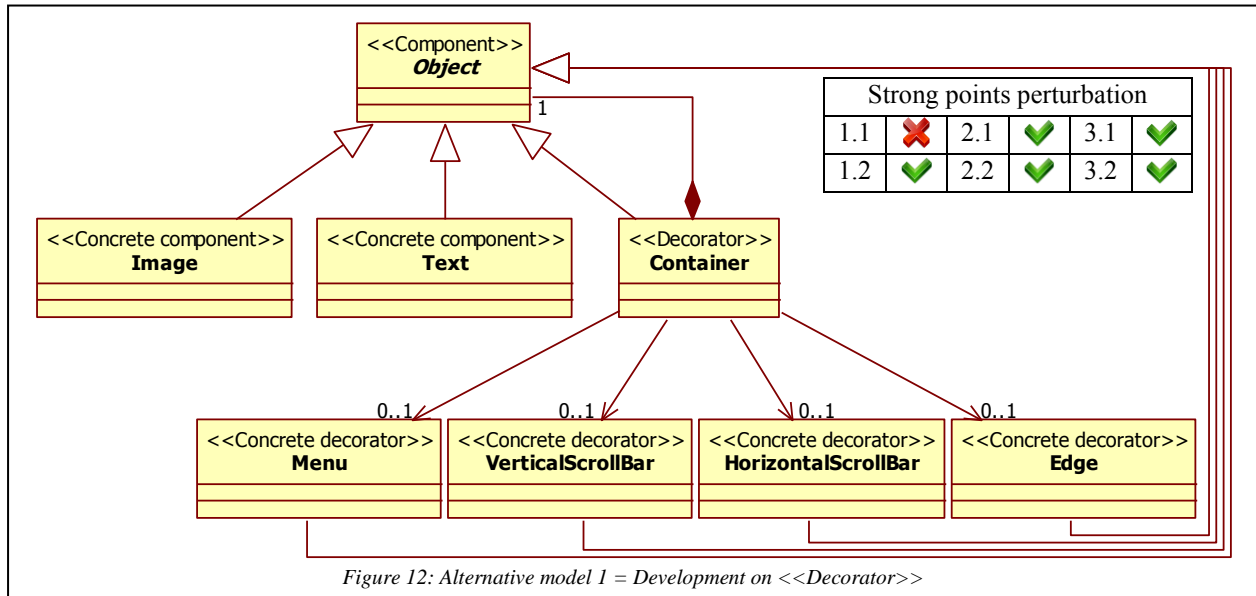 <<Component>>
Object
1
Strong points perturbation
1.1 2.1 3.1
1.2 2.2 3.2
<<Concrete component>>
Image
<<Concrete component>>
Text
<<Decorator>>
Container
0..1
0..1
0..1
0..1
<<Concrete decorator>>
Menu
<<Concrete decorator>>
VerticalScrollBar
<<Concrete decorator>>
HorizontalScrollBar
<<Concrete decorator>>
Edge
Figure 12: Alternative model 1 = Development on <<Decorator>>